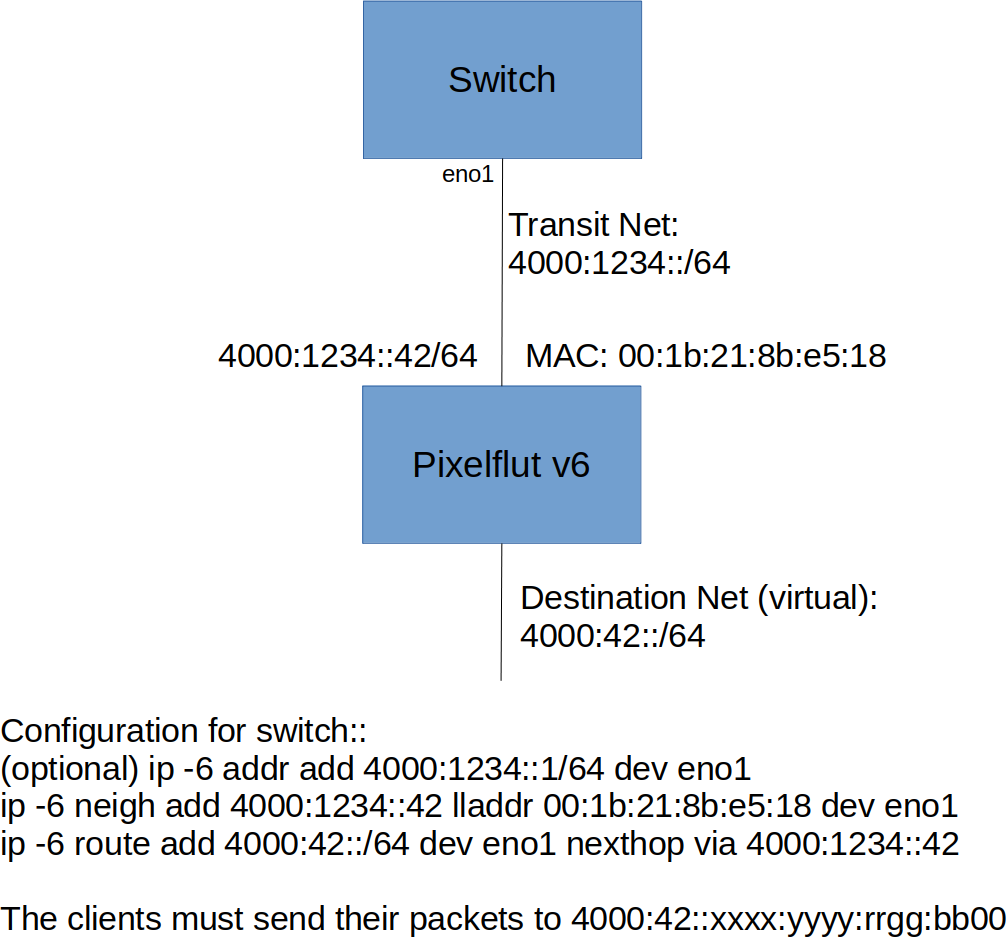 Switch
eno1
Transit Net:
4000:1234::/64
4000:1234::42/64
MAC: 00:1b:21:8b:e5:18
Pixelflut v6
Destination Net (virtual):
4000:42::/64
Configuration for switch::
(optional) ip -6 addr add 4000:1234::1/64 dev eno1
ip -6 neigh add 4000:1234::42 lladdr 00:1b:21:8b:e5:18 dev eno1
ip -6 route add 4000:42::/64 dev eno1 nexthop via 4000:1234::42
The clients must send their packets to 4000:42::xxxx:yyyy:rrgg:bb00